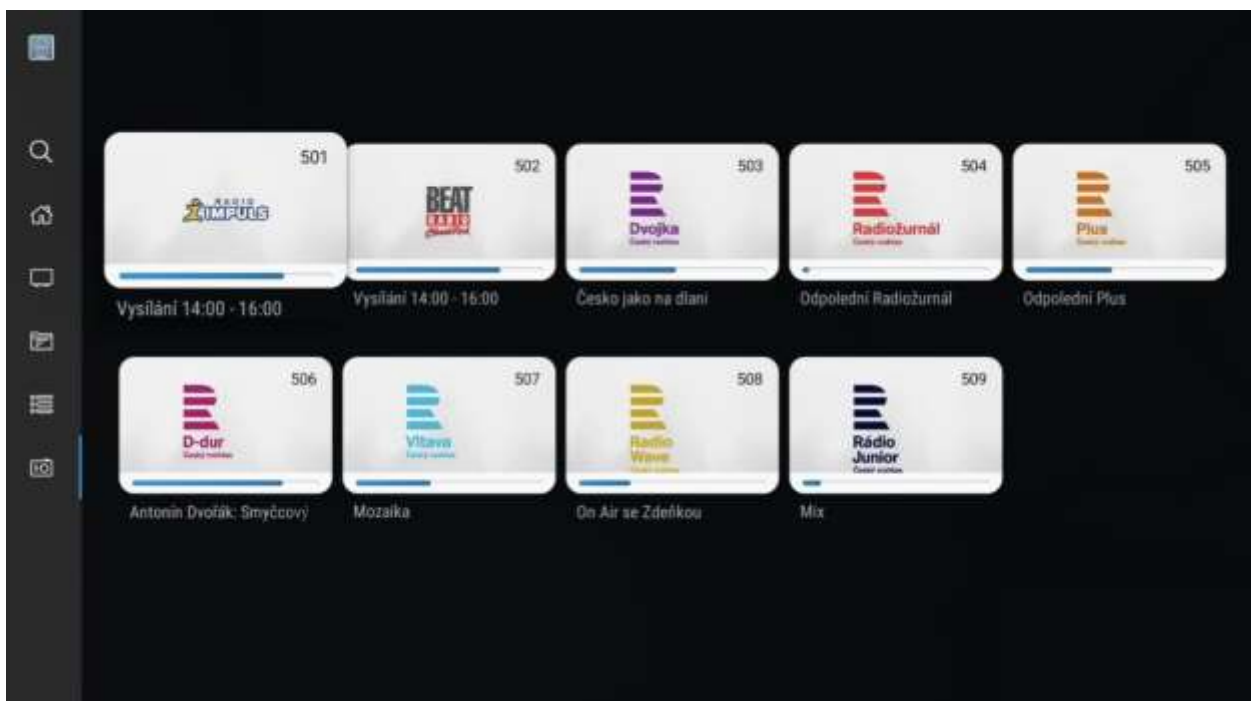 501
RADIO
IMPULS
Vysílání 14:00 - 16:00
502
BEAT
RADIO
Vysílání 14:00 - 16:00
503
Dvojka
Český rozhlas
Česko jako na dlani
504
Radiožurnál
Český rozhlas
Odpolední Radiožurnál
505
Plus
Český rozhlas
Odpolední Plus
506
D-dur
Český rozhlas
Antonín Dvořák: Smyčcový
507
Vltava
Český rozhlas
Mozaika
508
Radio
Wave
Český rozhlas
On Air se Zdeňkou
509
Rádio
Junior
Český rozhlas
Mix